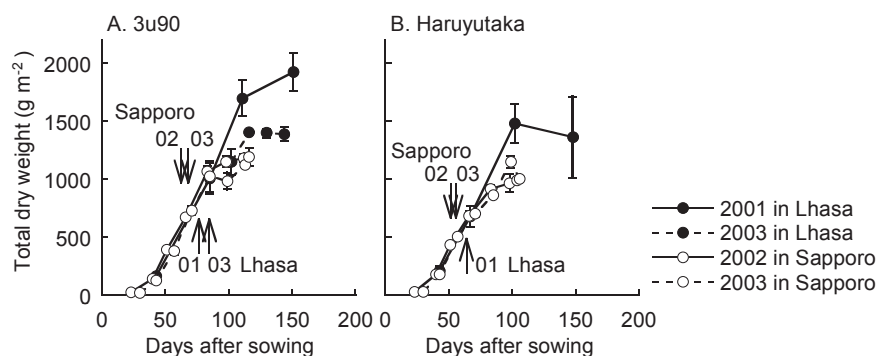 A. 3u90
B. Haruyutaka
Total dry weight (g m⁻²)
2000
1500
1000
500
0
Sapporo
02 03
01 03 Lhasa
0 50 100 150 200
Days after sowing
Sapporo
02 03
01 Lhasa
0 50 100 150 200
Days after sowing
2001 in Lhasa
2003 in Lhasa
2002 in Sapporo
2003 in Sapporo